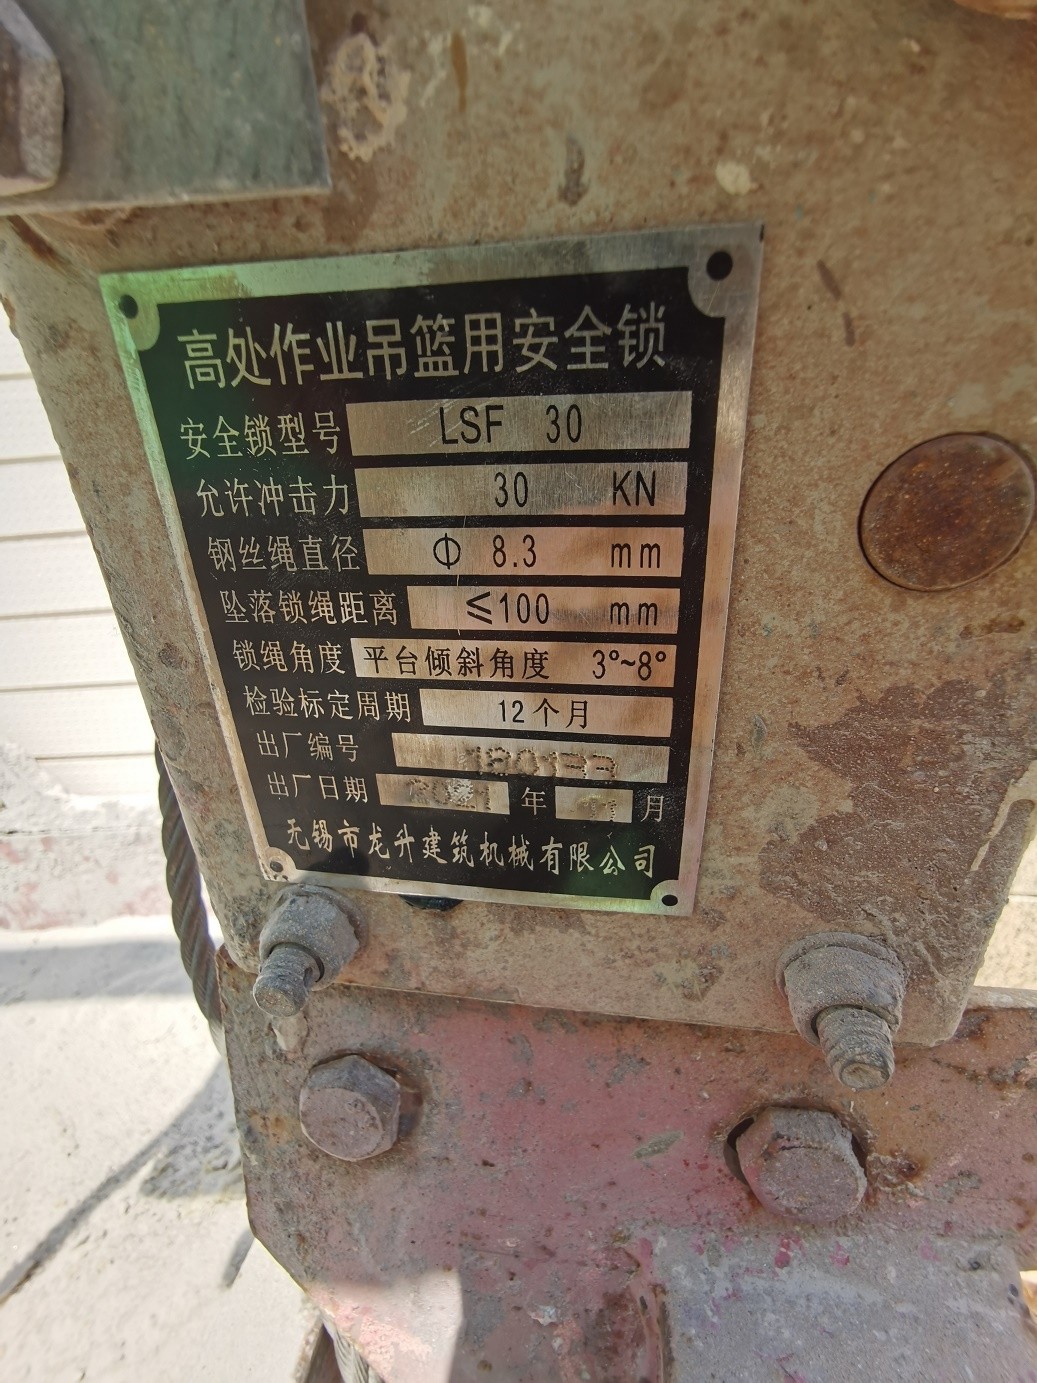 高处作业吊篮用安全锁
安全锁型号 LSF 30
允许冲击力 30 KN
钢丝绳直径 Φ 8.3 mm
坠落锁绳距离 ≤100 mm
锁绳角度 平台倾斜角度 3°~8°
检验标定周期 12个月
出厂编号
出厂日期 2021 年 月
无锡市龙升建筑机械有限公司